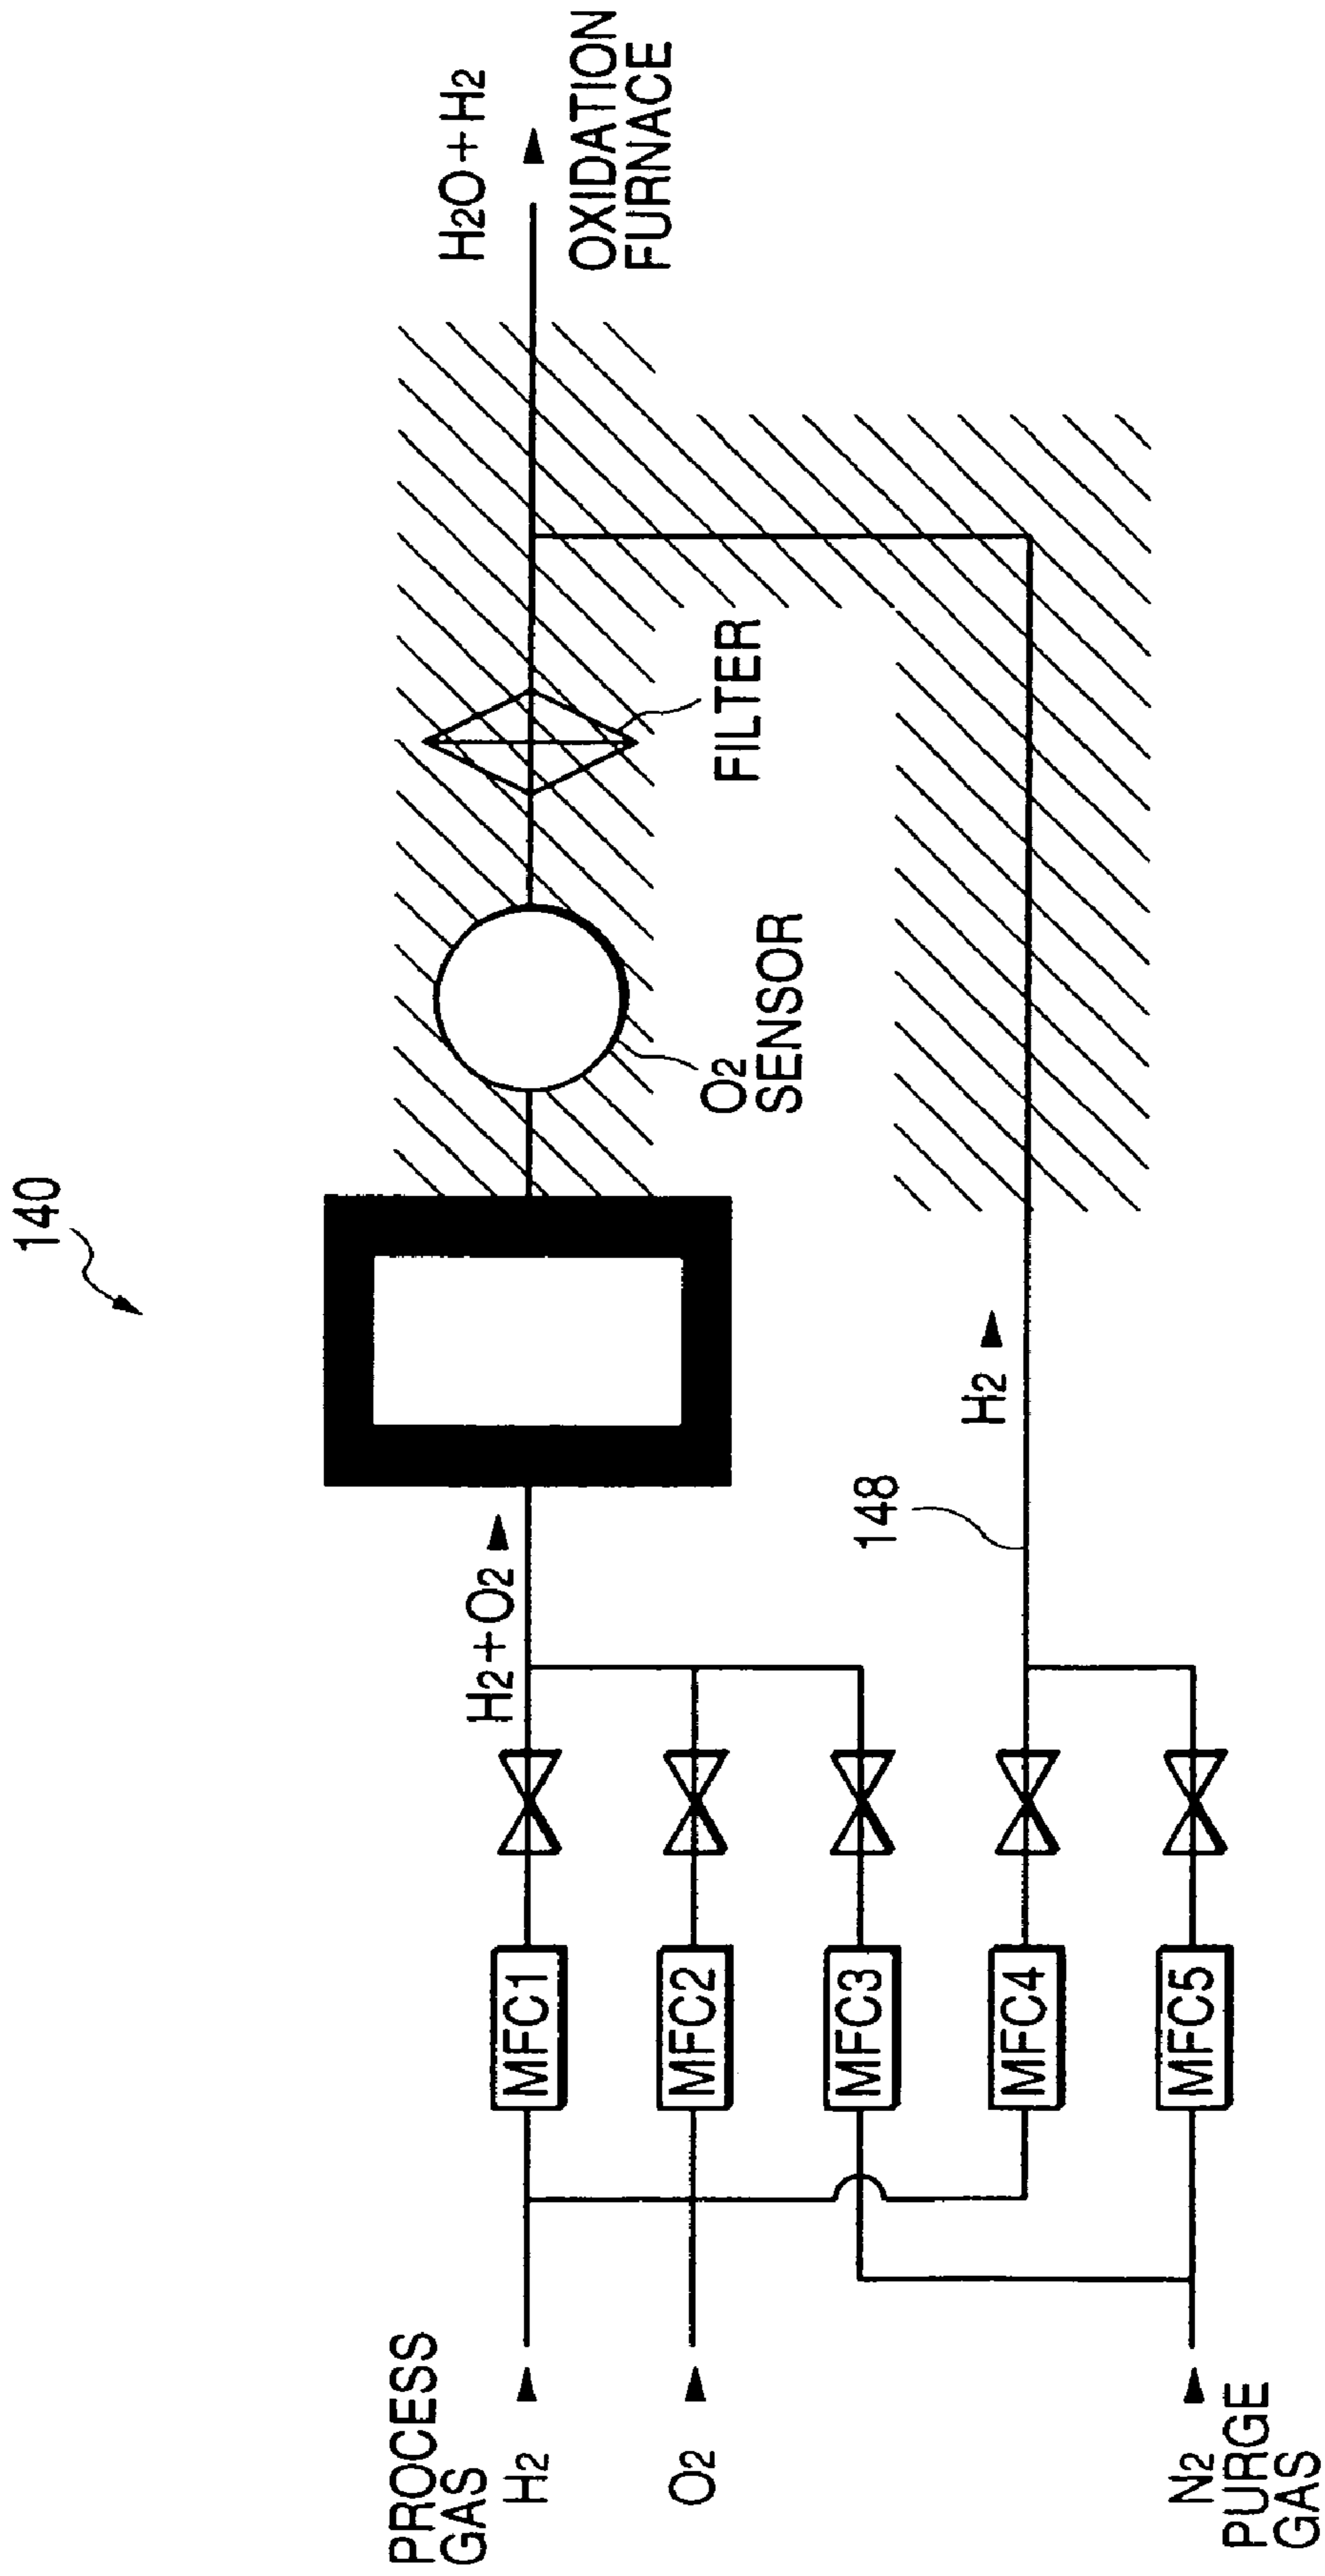 140
PROCESS
GAS
H2
O2
N2
PURGE
GAS
MFC1
MFC2
MFC3
MFC4
MFC5
H2+O2
148
H2
O2
SENSOR
FILTER
H2O+H2
OXIDATION
FURNACE